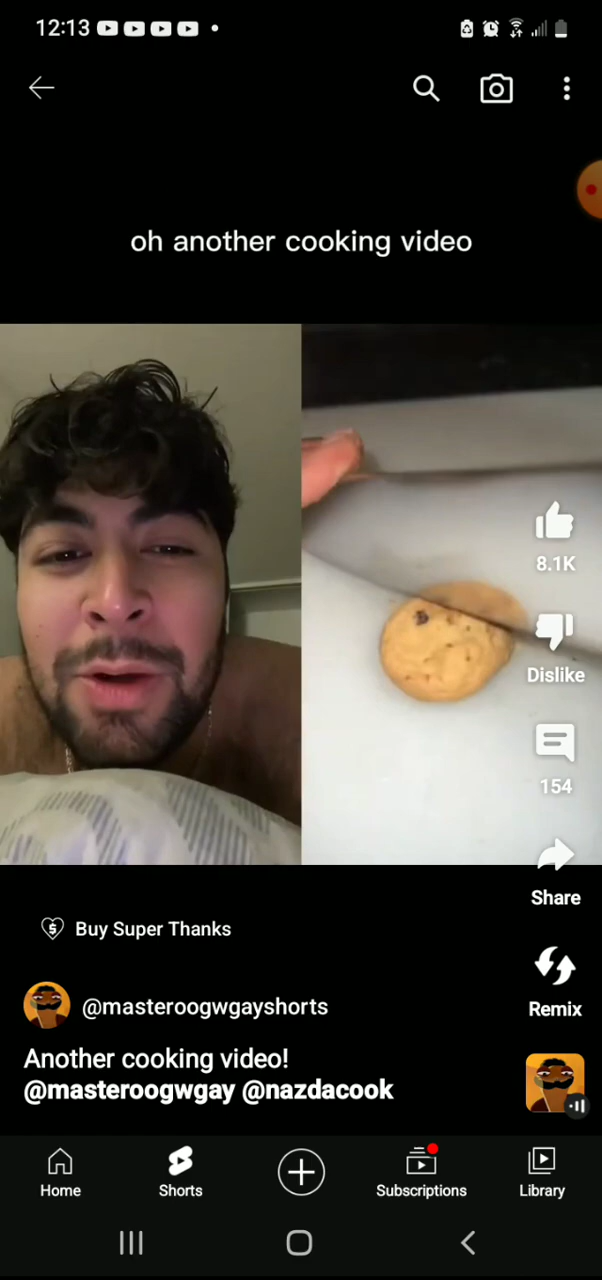 12:13
oh another cooking video
8.1K
Dislike
154
Share
Buy Super Thanks
@masteroogwgayshorts
Remix
Another cooking video!
@masteroogwgay @nazdacook
Home
Shorts
Subscriptions
Library